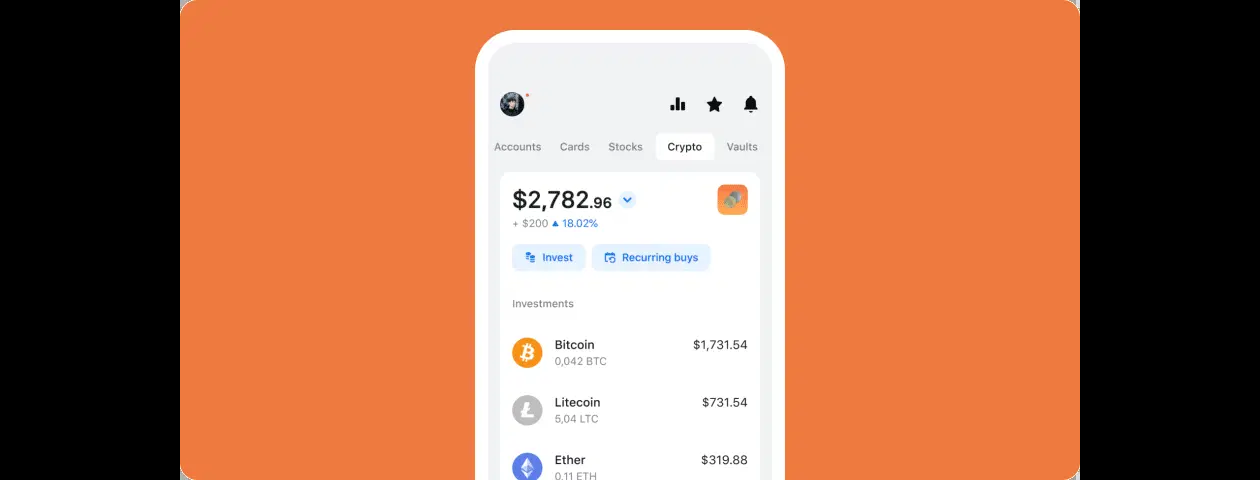 Accounts Cards Stocks Crypto Vaults
$2,782.96
+ $200 ▲ 18.02%
Invest Recurring buys
Investments
Bitcoin $1,731.54
0,042 BTC
Litecoin $731.54
5,04 LTC
Ether $319.88
0,11 ETH